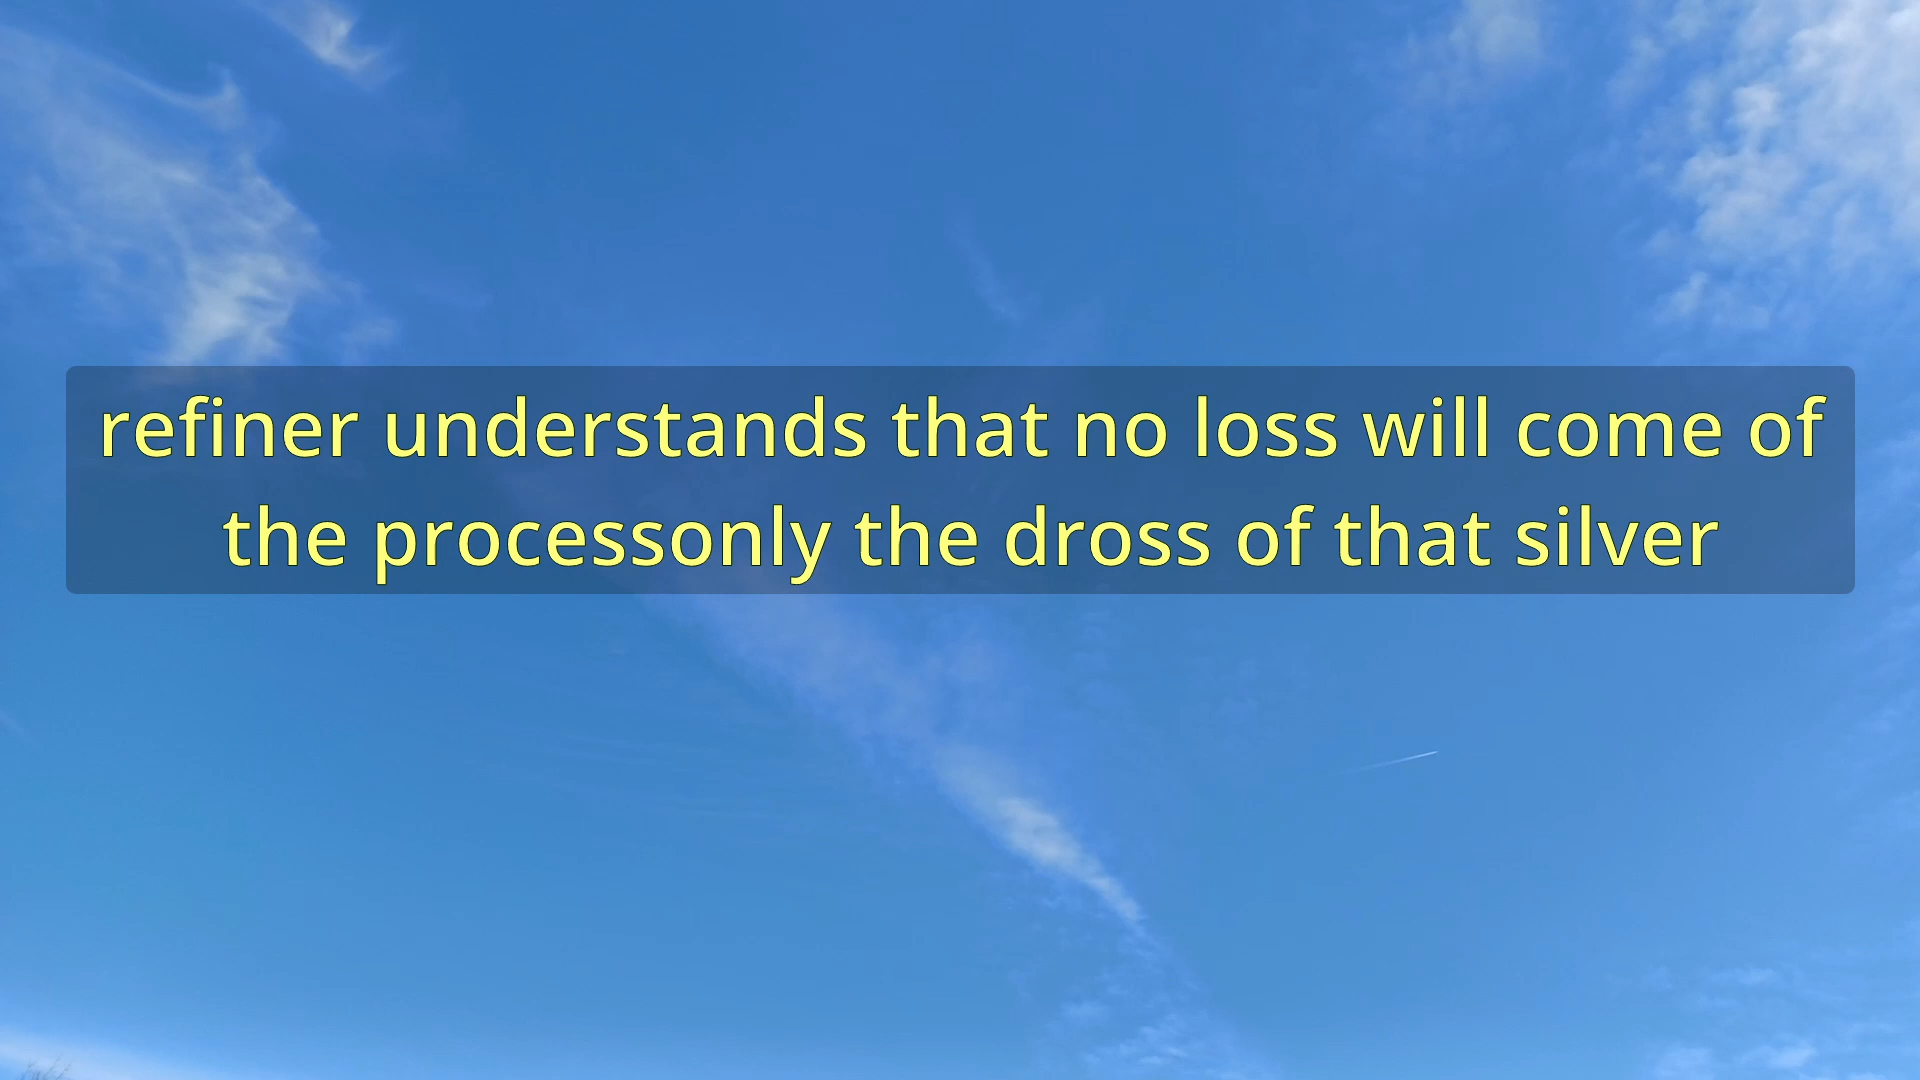 refiner understands that no loss will come of
the processonly the dross of that silver